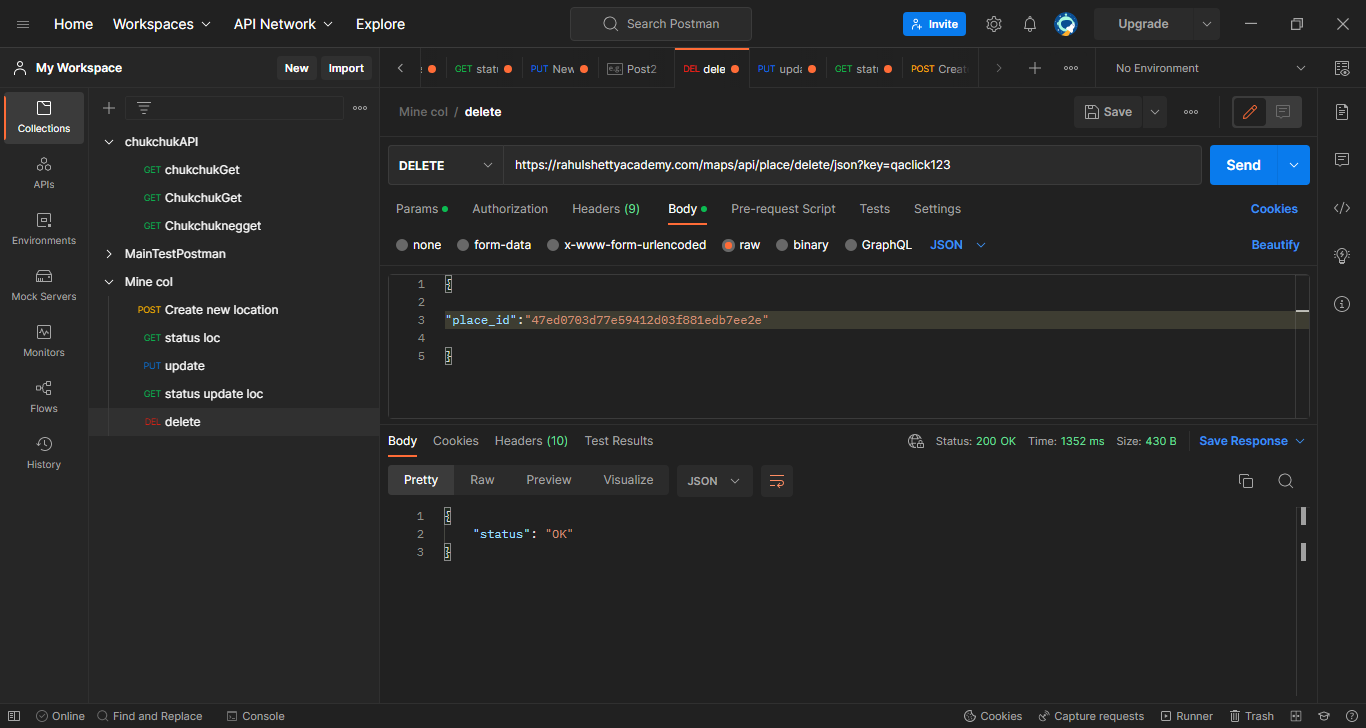 Home Workspaces API Network Explore Search Postman Invite Upgrade
My Workspace New Import
GET statu PUT New e.g. Post2 DEL dele PUT upda GET statu POST Creat No Environment
Collections
APIs
Environments
Mock Servers
Monitors
Flows
History
chukchukAPI
GET chukchukGet
GET ChukchukGet
GET Chukchuknegget
MainTestPostman
Mine col
POST Create new location
GET status loc
PUT update
GET status update loc
DEL delete
Mine col / delete Save
DELETE https://rahulshettyacademy.com/maps/api/place/delete/json?key=qaclick123 Send
Params Authorization Headers (9) Body Pre-request Script Tests Settings Cookies
none form-data x-www-form-urlencoded raw binary GraphQL JSON Beautify
1 {
2
3 "place_id":"47ed0703d77e59412d03f881edb7ee2e"
4
5 }
Body Cookies Headers (10) Test Results Status: 200 OK Time: 1352 ms Size: 430 B Save Response
Pretty Raw Preview Visualize JSON
1 {
2 "status": "OK"
3 }
Online Find and Replace Console Cookies Capture requests Runner Trash